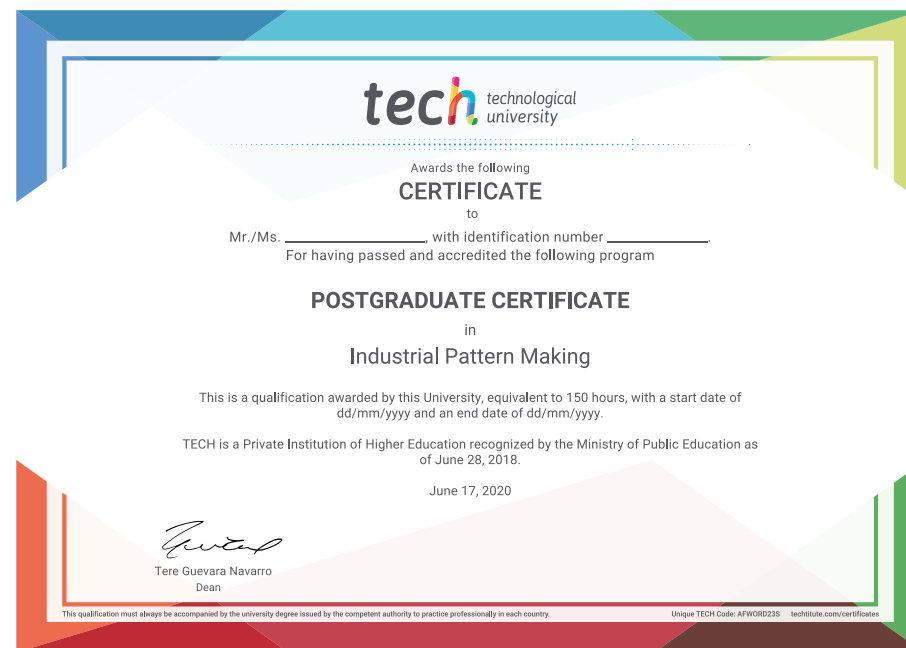 tech technological
university
Awards the following
CERTIFICATE
to
Mr./Ms. ____________________, with identification number ______________.
For having passed and accredited the following program
POSTGRADUATE CERTIFICATE
in
Industrial Pattern Making
This is a qualification awarded by this University, equivalent to 150 hours, with a start date of
dd/mm/yyyy and an end date of dd/mm/yyyy.
TECH is a Private Institution of Higher Education recognized by the Ministry of Public Education as
of June 28, 2018.
June 17, 2020
Tere Guevara Navarro
Dean
This qualification must always be accompanied by the university degree issued by the competent authority to practice professionally in each country.
Unique TECH Code: AFWORD23S techtitute.com/certificates